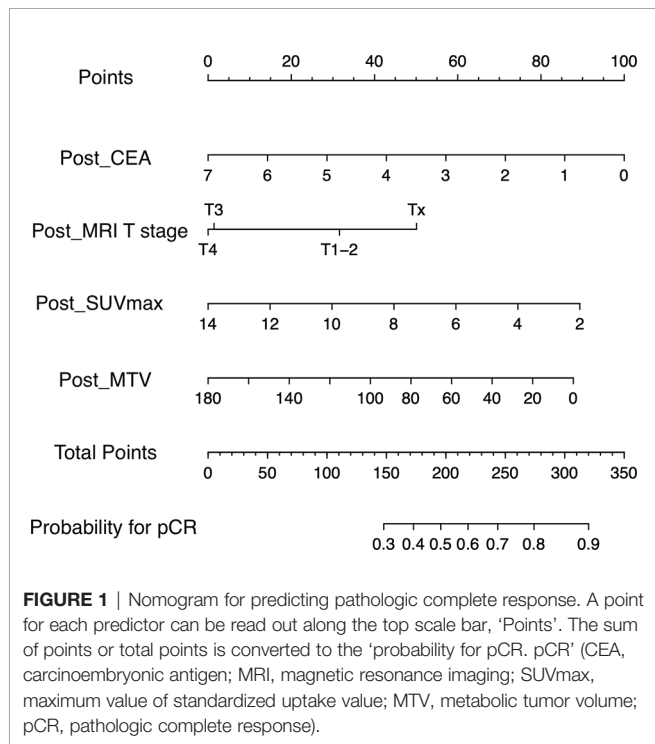 0 20 40 60 80 100
Points
Post_CEA
7 6 5 4 3 2 1 0
T3 Tx
Post_MRI T stage
T4 T1–2
Post_SUVmax
14 12 10 8 6 4 2
Post_MTV
180 140 100 80 60 40 20 0
Total Points
0 50 100 150 200 250 300 350
Probability for pCR
0.3 0.4 0.5 0.6 0.7 0.8 0.9
FIGURE 1 | Nomogram for predicting pathologic complete response. A point
for each predictor can be read out along the top scale bar, ‘Points’. The sum
of points or total points is converted to the ‘probability for pCR. pCR’ (CEA,
carcinoembryonic antigen; MRI, magnetic resonance imaging; SUVmax,
maximum value of standardized uptake value; MTV, metabolic tumor volume;
pCR, pathologic complete response).